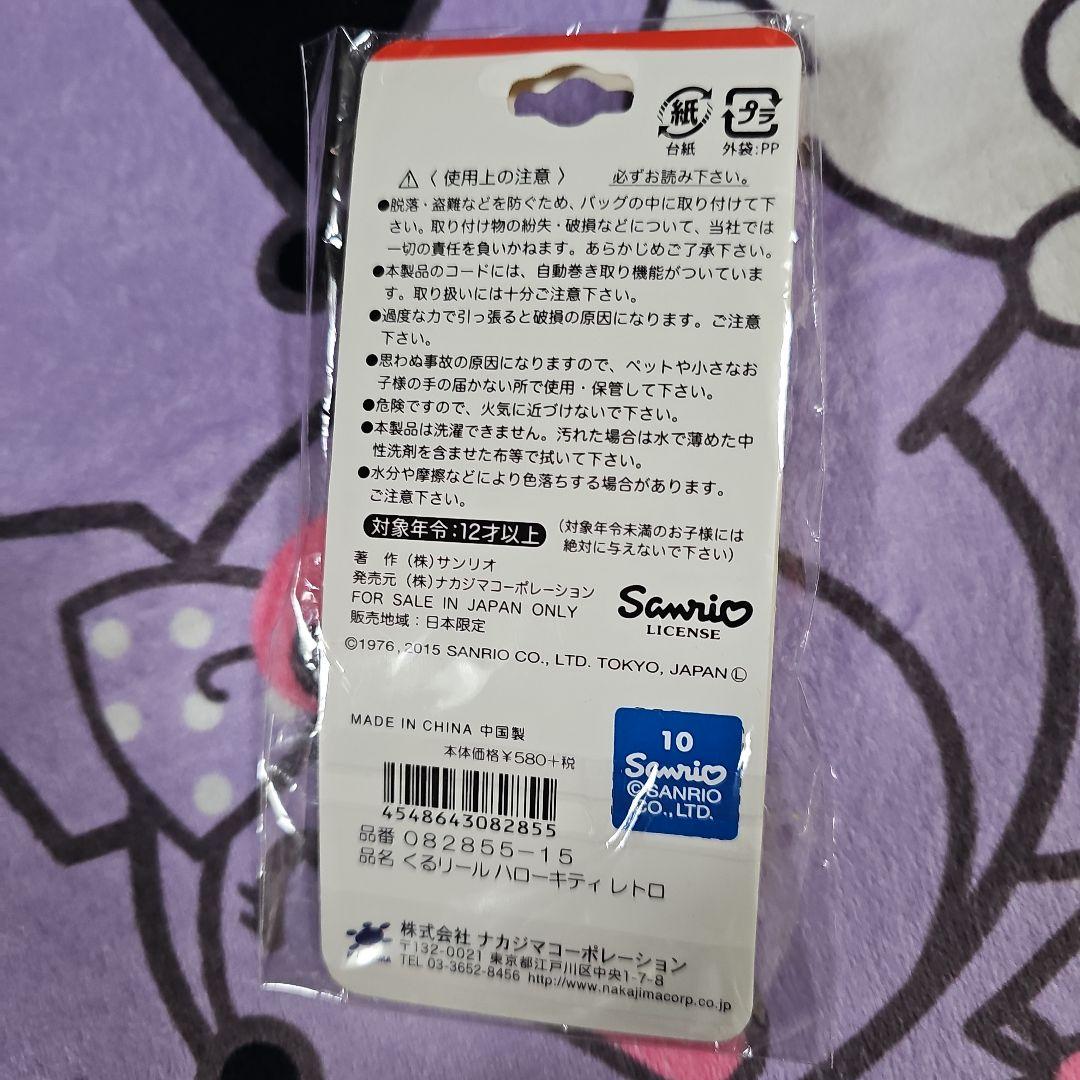 紙
プラ
台紙
外袋:PP
⚠〈使用上の注意〉 必ずお読み下さい。
●脱落・盗難などを防ぐため、バッグの中に取り付けて下
さい。取り付け物の紛失・破損などについて、当社では
一切の責任を負いかねます。あらかじめご了承下さい。
●本製品のコードには、自動巻き取り機能がついていま
す。取り扱いには十分ご注意下さい。
●過度な力で引っ張ると破損の原因になります。ご注意
下さい。
●思わぬ事故の原因になりますので、ペットや小さなお
子様の手の届かない所で使用・保管して下さい。
●危険ですので、火気に近づけないで下さい。
●本製品は洗濯できません。汚れた場合は水で薄めた中
性洗剤を含ませた布等で拭いて下さい。
●水分や摩擦などにより色落ちする場合があります。
ご注意下さい。
対象年令:12才以上
(対象年令未満のお子様には
絶対に与えないで下さい)
著 作 (株)サンリオ
発売元 (株)ナカジマコーポレーション
FOR SALE IN JAPAN ONLY
販売地域:日本限定
Sanrio
LICENSE
©1976, 2015 SANRIO CO., LTD. TOKYO, JAPAN Ⓛ
MADE IN CHINA 中国製
本体価格¥580+税
4548643082855
10
Sanrio
©SANRIO
CO., LTD.
品番 082855-15
品名 くるリール ハローキティ レトロ
株式会社 ナカジマコーポレーション
〒132-0021 東京都江戸川区中央1-7-8
TEL 03-3652-8456 http://www.nakajimacorp.co.jp